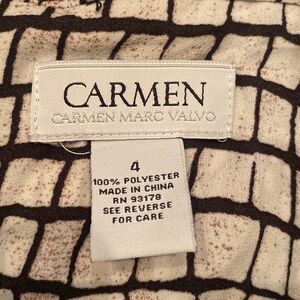 CARMEN
CARMEN MARC VALVO
4
100% POLYESTER
MADE IN CHINA
RN 93178
SEE REVERSE
FOR CARE